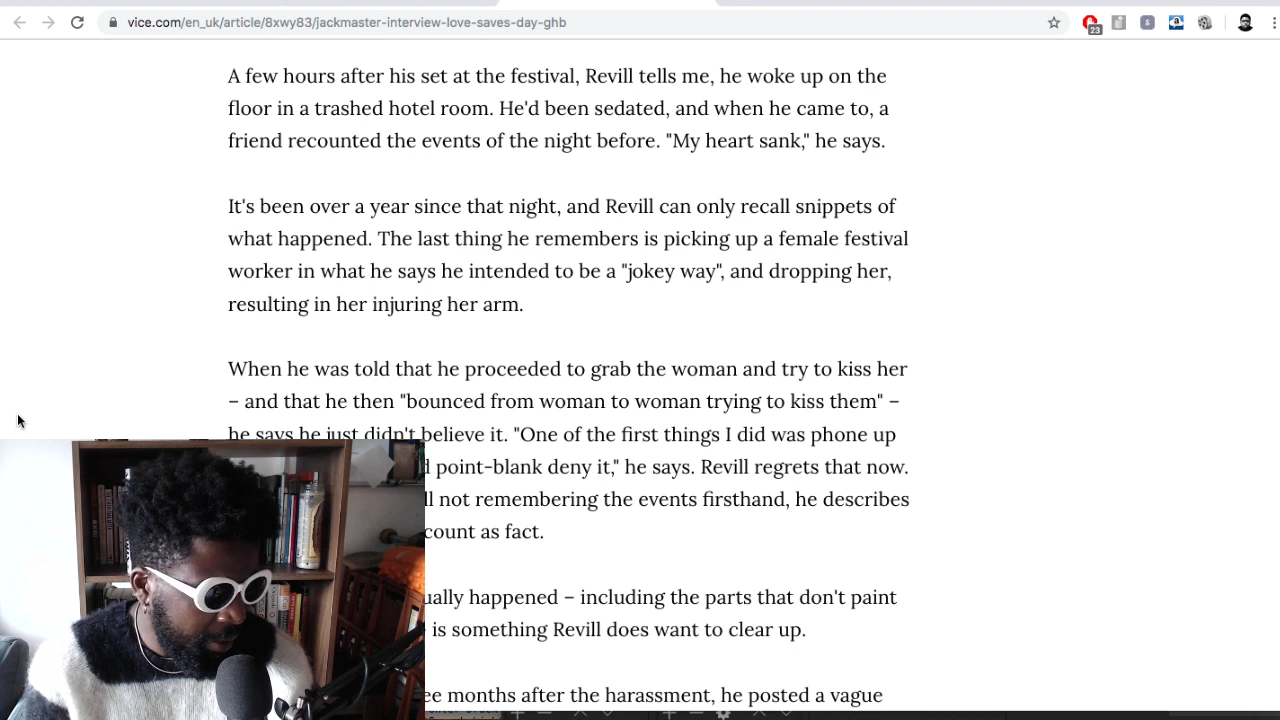 vice.com/en_uk/article/8xwy83/jackmaster-interview-love-saves-day-ghb
23
A few hours after his set at the festival, Revill tells me, he woke up on the
floor in a trashed hotel room. He'd been sedated, and when he came to, a
friend recounted the events of the night before. "My heart sank," he says.
It's been over a year since that night, and Revill can only recall snippets of
what happened. The last thing he remembers is picking up a female festival
worker in what he says he intended to be a "jokey way", and dropping her,
resulting in her injuring her arm.
When he was told that he proceeded to grab the woman and try to kiss her
– and that he then "bounced from woman to woman trying to kiss them" –
he says he just didn't believe it. "One of the first things I did was phone up
point-blank deny it," he says. Revill regrets that now.
not remembering the events firsthand, he describes
count as fact.
ually happened – including the parts that don't paint
is something Revill does want to clear up.
ee months after the harassment, he posted a vague